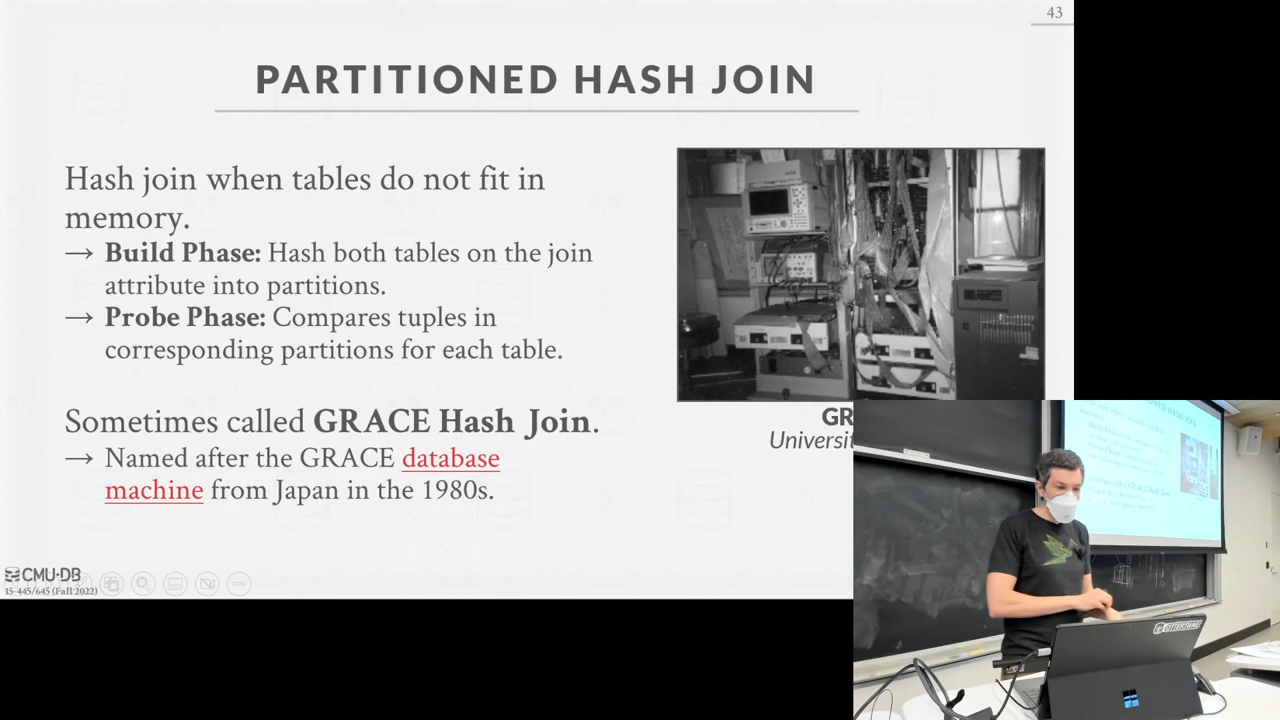 43
PARTITIONED HASH JOIN
Hash join when tables do not fit in
memory.
→ Build Phase: Hash both tables on the join
attribute into partitions.
→ Probe Phase: Compares tuples in
corresponding partitions for each table.
Sometimes called GRACE Hash Join.
→ Named after the GRACE database
machine from Japan in the 1980s.
GR
Universit
CMU·DB
15-445/645 (Fall 2022)
OTTERTUNE